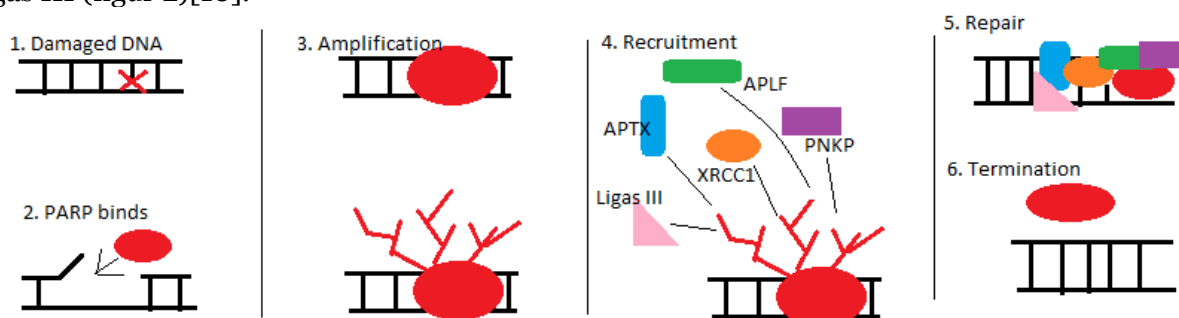 1. Damaged DNA
2. PARP binds
3. Amplification
4. Recruitment
APLF
APTX
PNKP
XRCC1
Ligas III
5. Repair
6. Termination